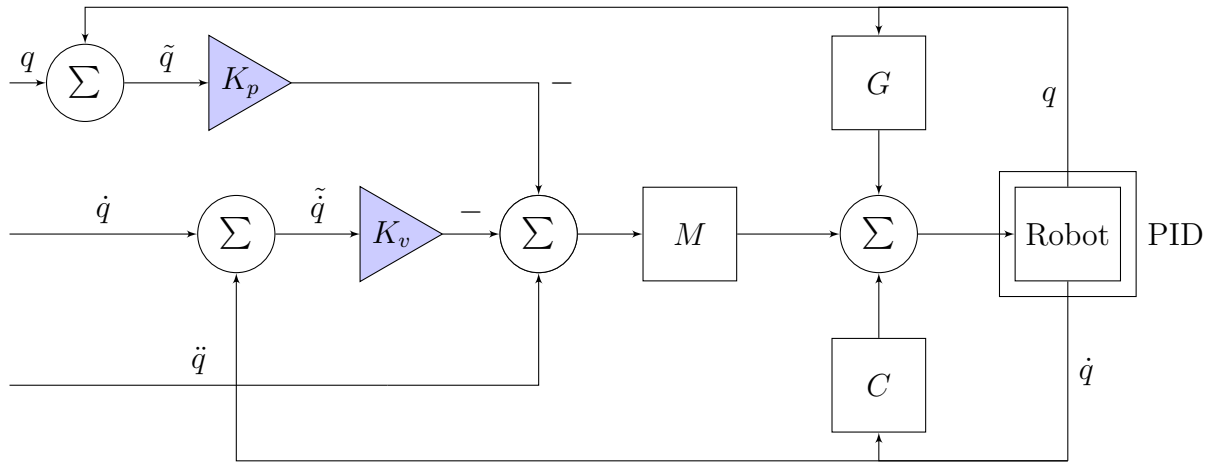 q
∑
q̃
K_p
−
G
q
q̇
∑
q̇̃
K_v
−
∑
M
∑
Robot
PID
q̈
C
q̇